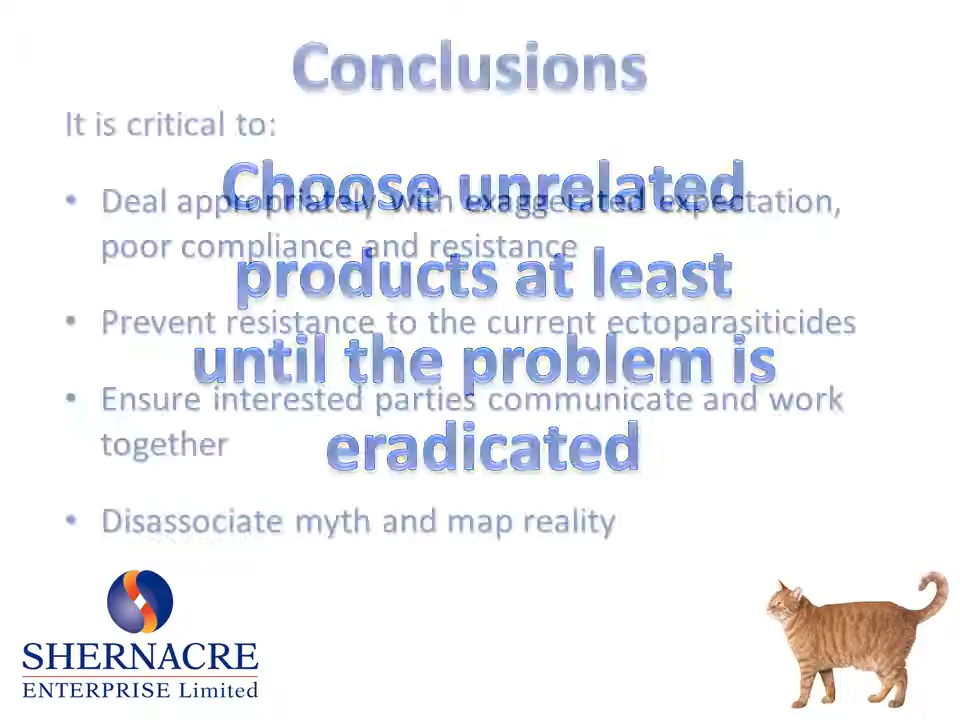 Conclusions
It is critical to:
Choose unrelated
• Deal appropriately with exaggerated expectation,
poor compliance and resistance
products at least
• Prevent resistance to the current ectoparasiticides
until the problem is
• Ensure interested parties communicate and work
together
eradicated
• Disassociate myth and map reality
SHERNACRE
ENTERPRISE Limited